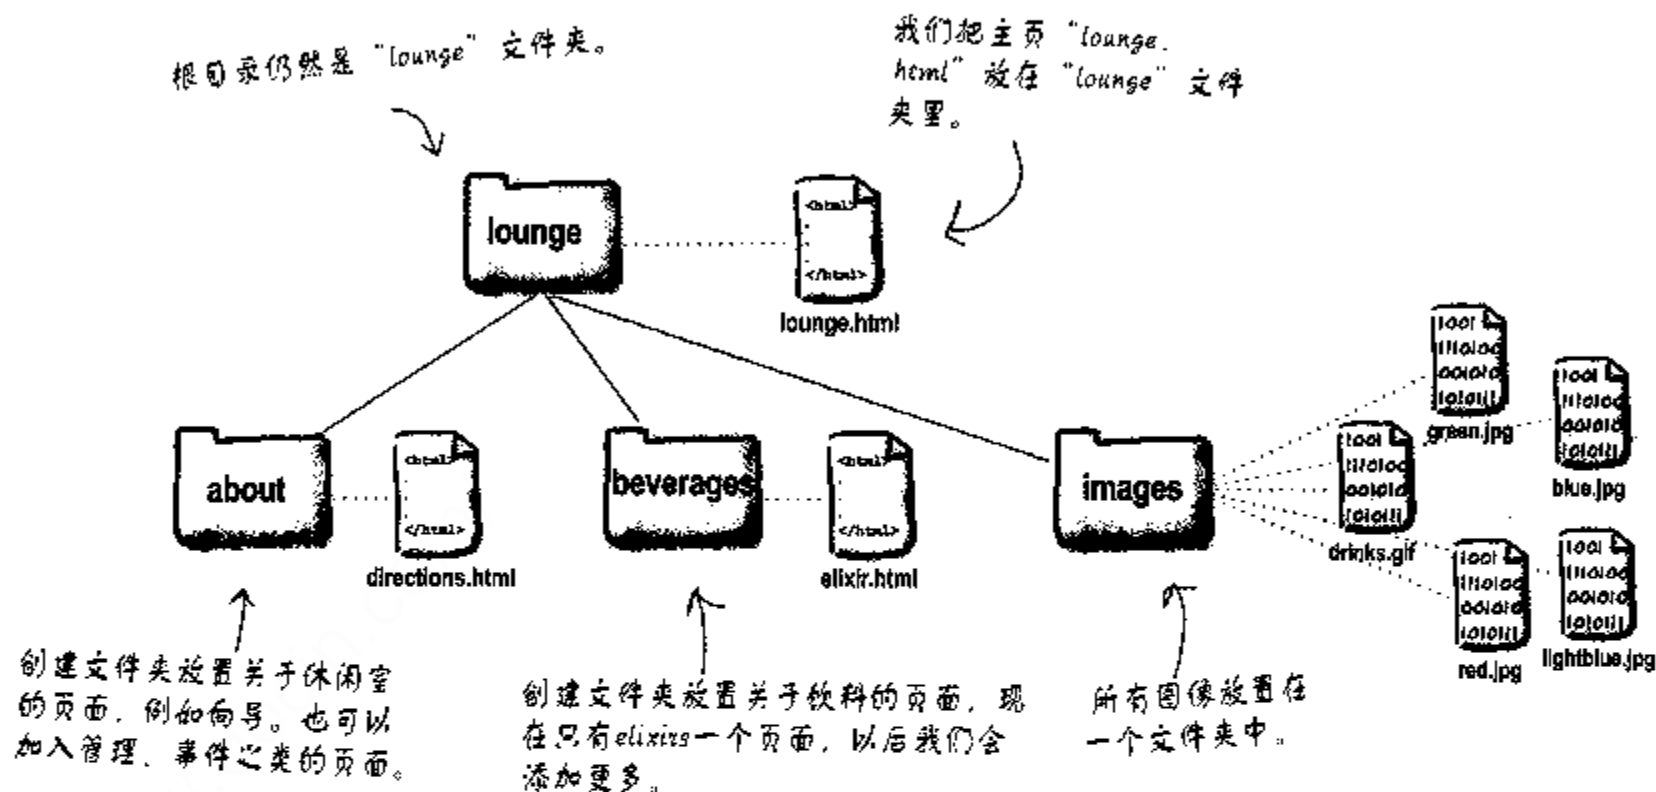 根目录仍然是“lounge”文件夹。
我们把主页“lounge.
html”放在“lounge”文件
夹里。
lounge
<html>
</html>
lounge.html
about
<html>
</html>
directions.html
beverages
<html>
</html>
elixir.html
images
green.jpg
blue.jpg
drinks.gif
red.jpg
lightblue.jpg
创建文件夹放置关于休闲室
的页面，例如向导。也可以
加入管理、事件之类的页面。
创建文件夹放置关于饮料的页面，现
在只有elixirs一个页面，以后我们会
添加更多。
所有图像放置在
一个文件夹中。